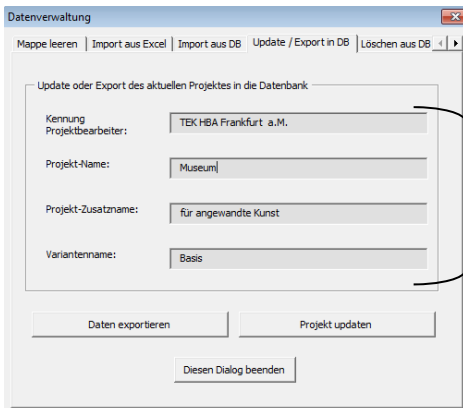 Datenverwaltung
Mappe leeren | Import aus Excel | Import aus DB | Update / Export in DB | Löschen aus DB
Update oder Export des aktuellen Projektes in die Datenbank
Kennung
Projektbearbeiter:
TEK HBA Frankfurt a.M.
Projekt-Name:
Museum
Projekt-Zusatzname:
für angewandte Kunst
Variantenname:
Basis
Daten exportieren
Projekt updaten
Diesen Dialog beenden